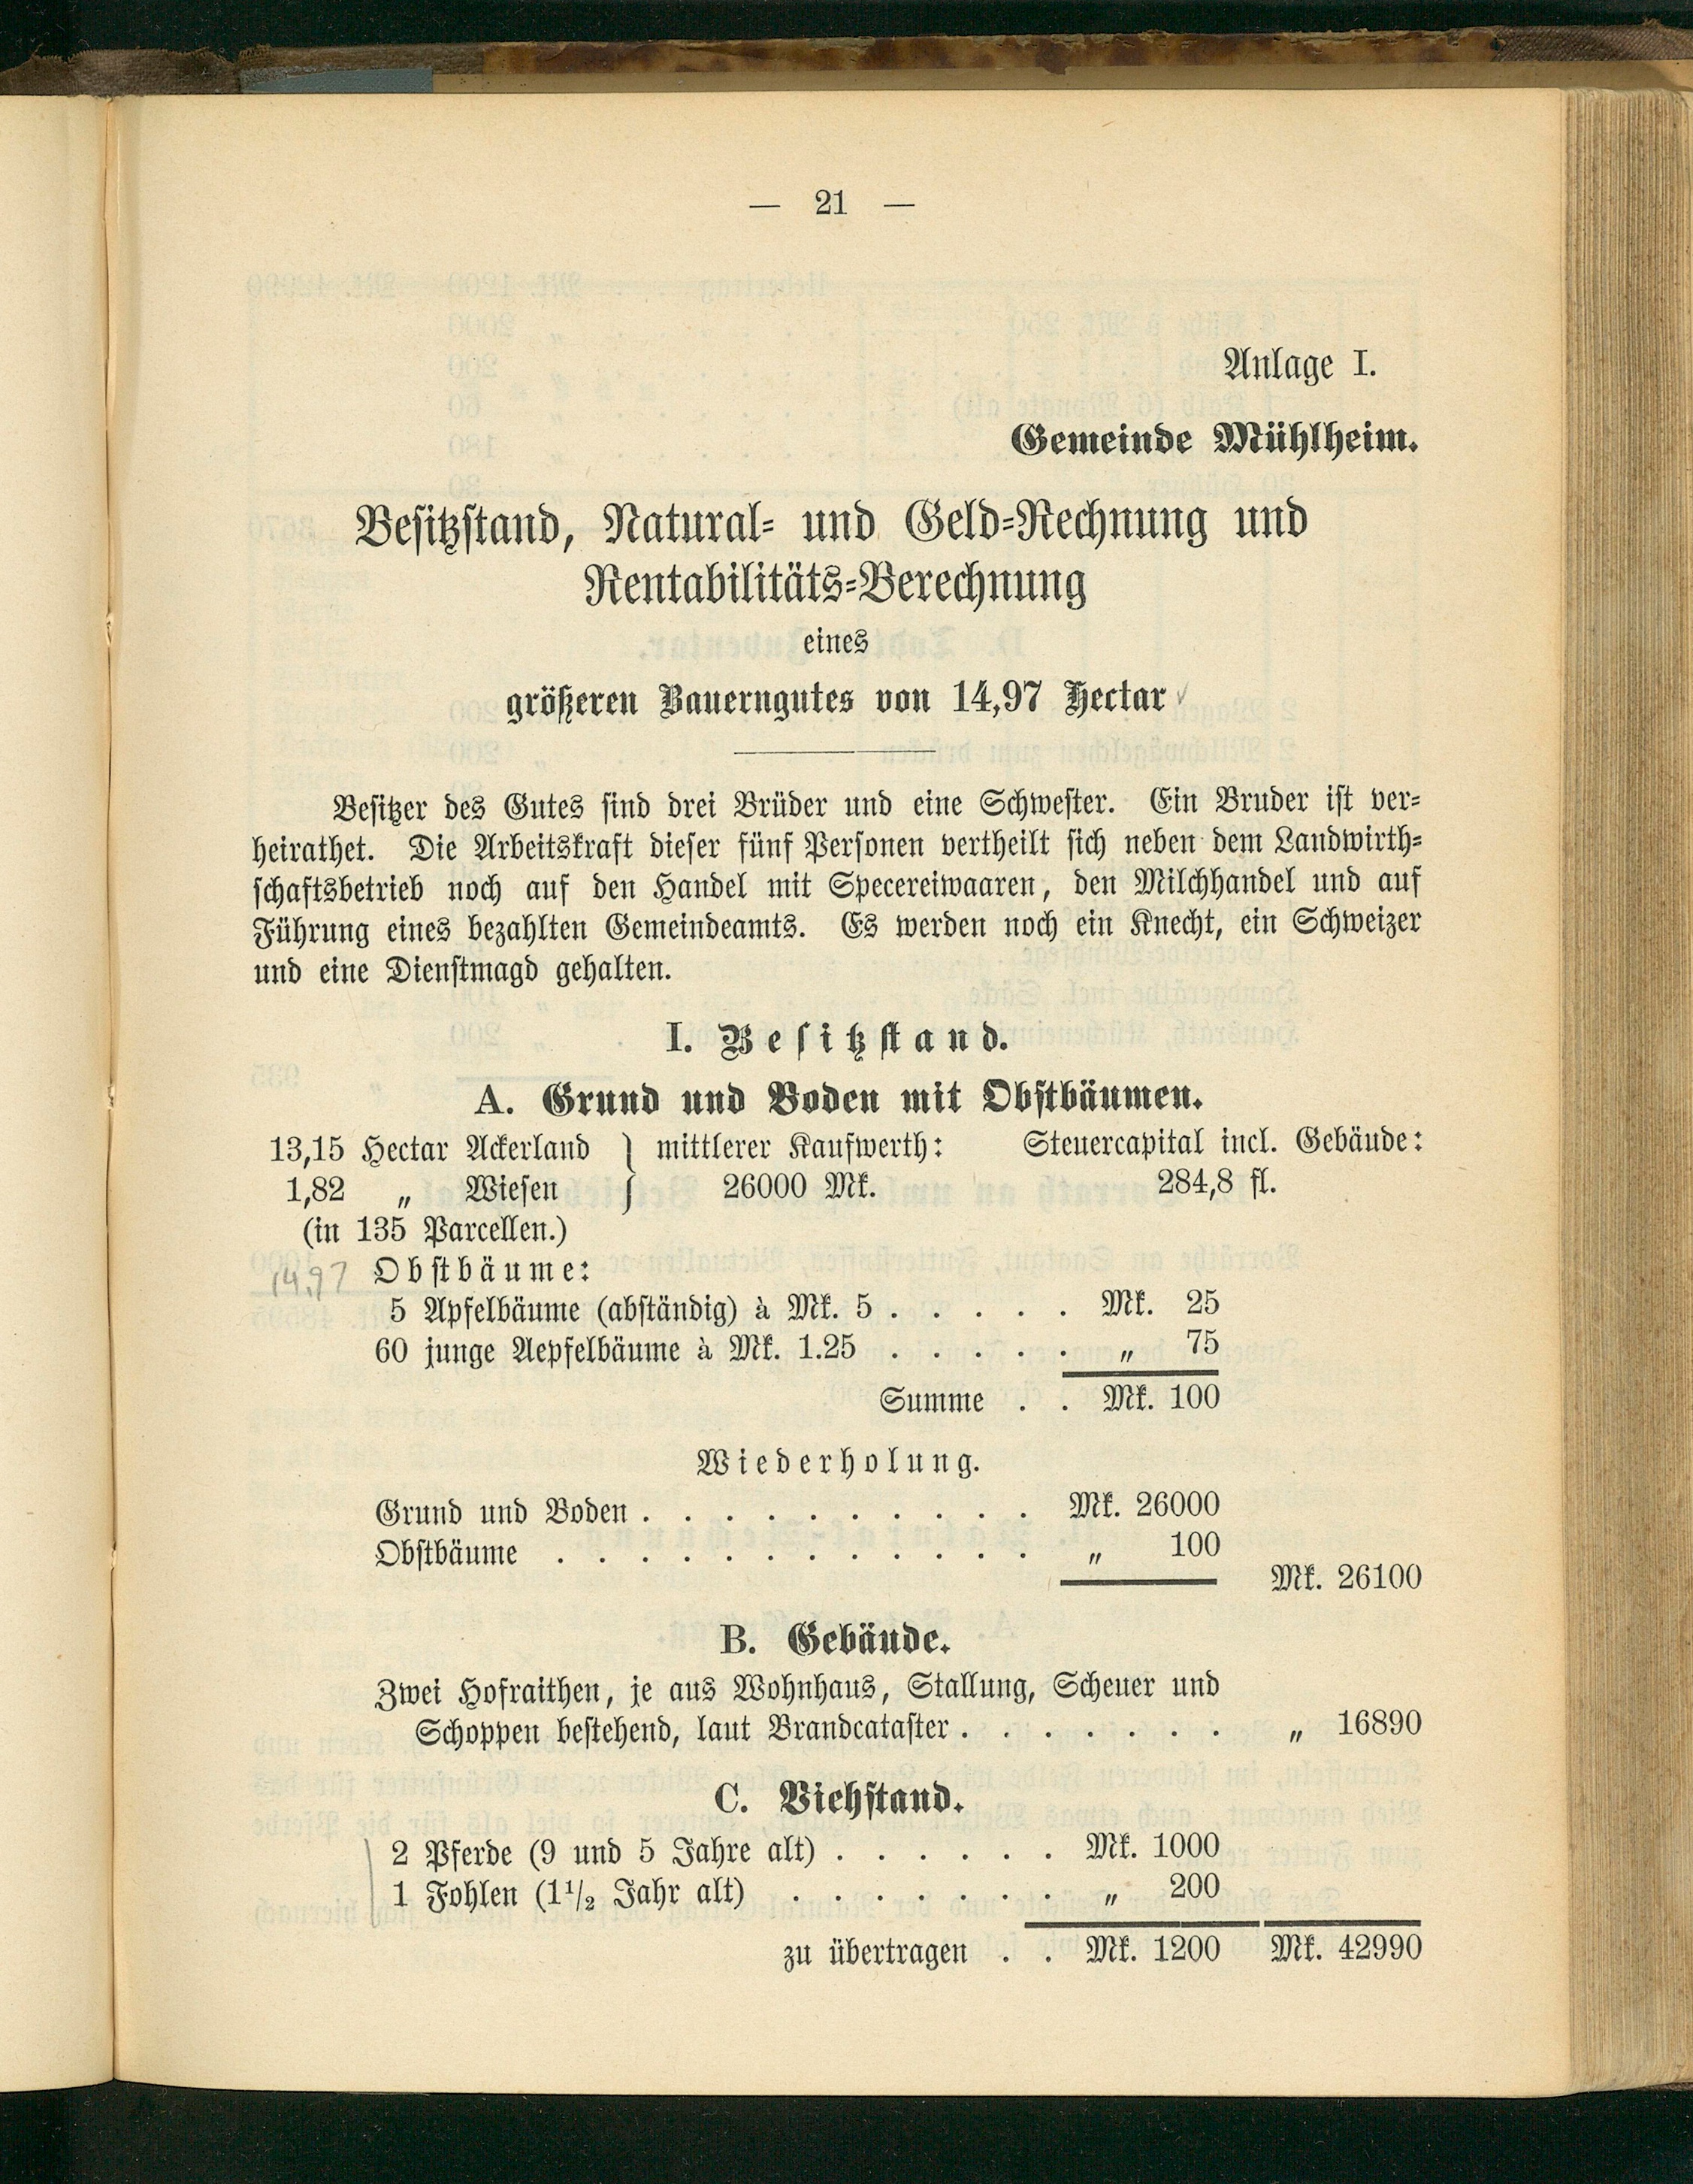 — 21 —
Anlage I.
Gemeinde Mühlheim.
Besitzstand, Natural- und Geld-Rechnung und
Rentabilitäts-Berechnung
eines
größeren Bauerngutes von 14,97 Hectar
Besitzer des Gutes sind drei Brüder und eine Schwester. Ein Bruder ist ver-
heirathet. Die Arbeitskraft dieser fünf Personen vertheilt sich neben dem Landwirth-
schaftsbetrieb noch auf den Handel mit Specereiwaaren, den Milchhandel und auf
Führung eines bezahlten Gemeindeamts. Es werden noch ein Knecht, ein Schweizer
und eine Dienstmagd gehalten.
I. Besitzstand.
A. Grund und Boden mit Obstbäumen.
13,15 Hectar Ackerland } mittlerer Kaufwerth: Steuercapital incl. Gebäude:
1,82 „ Wiesen } 26000 Mk. 284,8 fl.
(in 135 Parcellen.)
14,97 Obstbäume:
5 Apfelbäume (abständig) à Mk. 5 . . . . . Mk. 25
60 junge Aepfelbäume à Mk. 1.25 . . . . . „ 75
Summe . . Mk. 100
Wiederholung.
Grund und Boden . . . . . . . . . . Mk. 26000
Obstbäume . . . . . . . . . . . . „ 100
Mk. 26100
B. Gebäude.
Zwei Hofraithen, je aus Wohnhaus, Stallung, Scheuer und
Schoppen bestehend, laut Brandcataster . . . . . . . „ 16890
C. Viehstand.
2 Pferde (9 und 5 Jahre alt) . . . . . . Mk. 1000
1 Fohlen (1¹/₂ Jahr alt) . . . . . . . „ 200
zu übertragen . . Mk. 1200 Mk. 42990